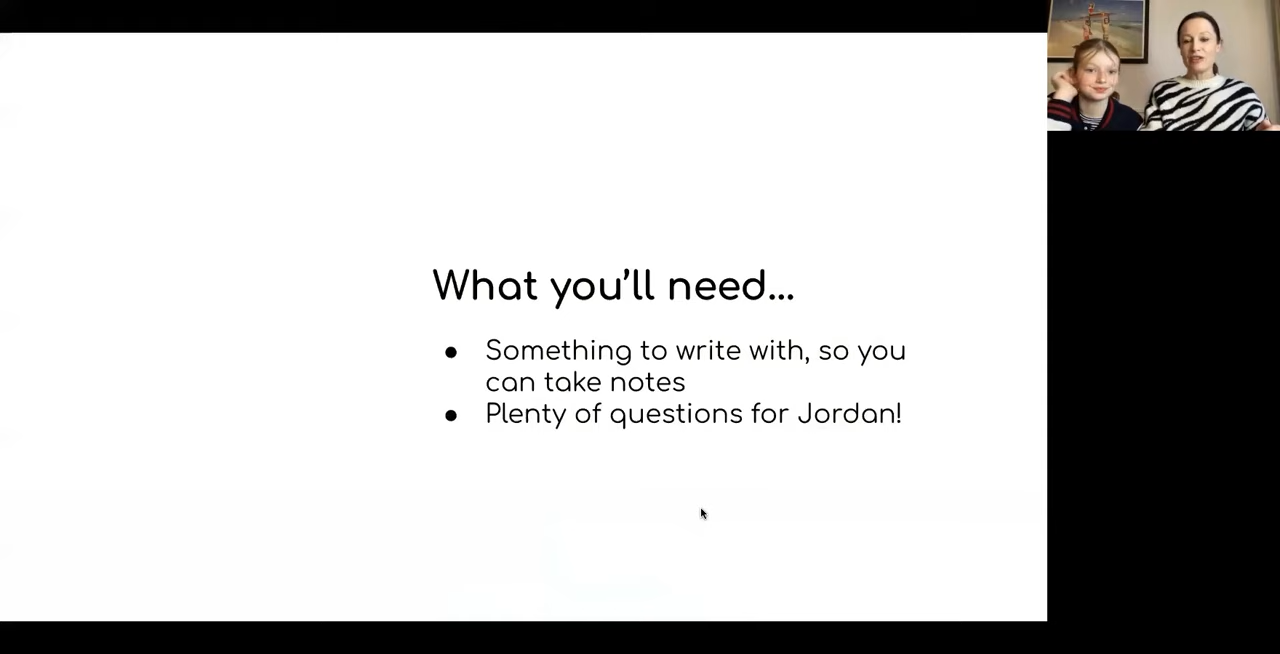 What you’ll need...
● Something to write with, so you
can take notes
● Plenty of questions for Jordan!